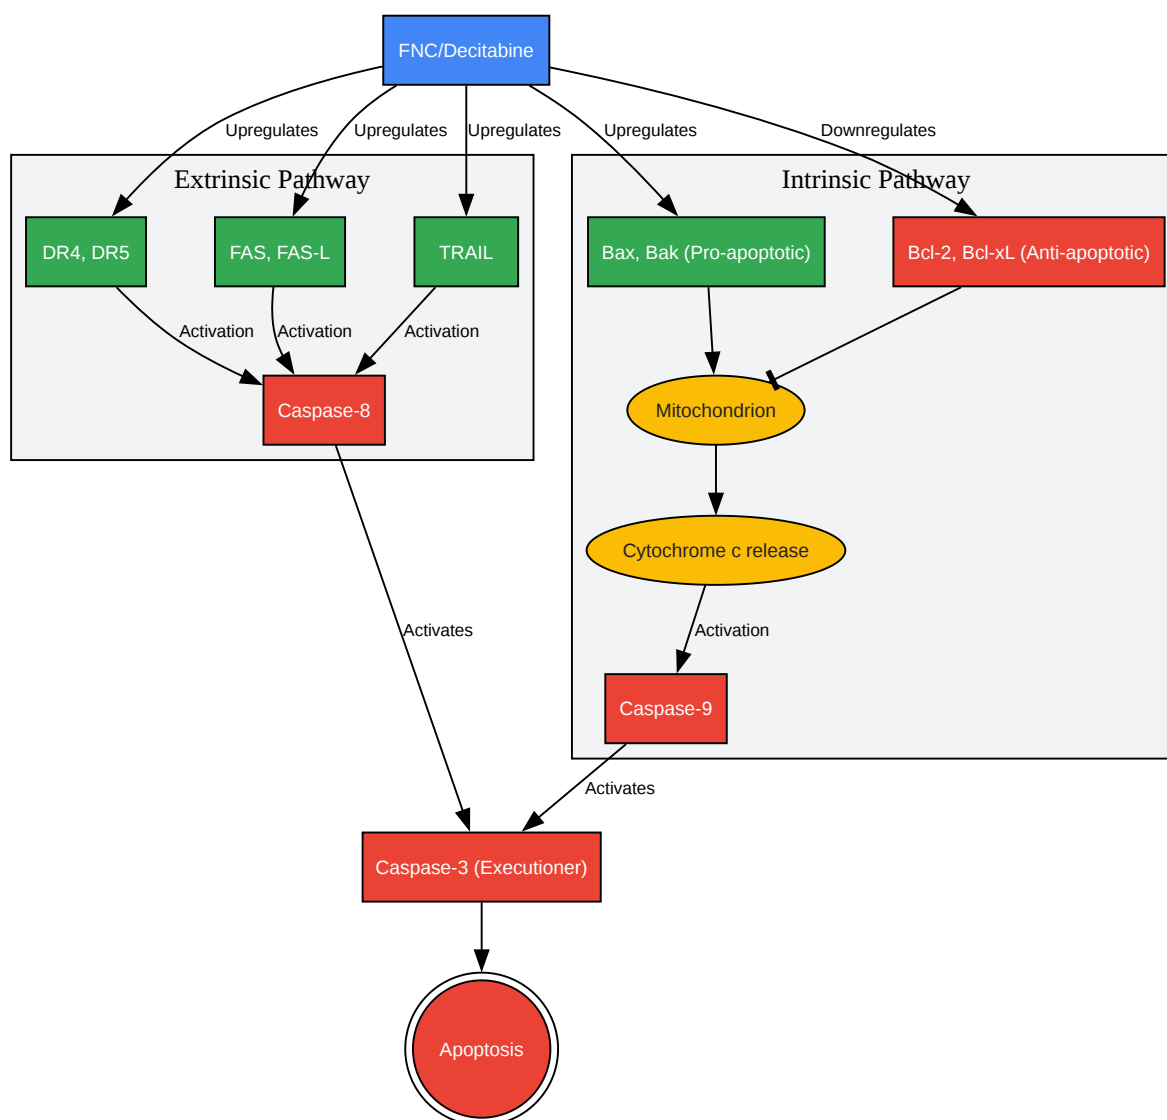 FNC/Decitabine
Upregulates
Upregulates
Upregulates
Upregulates
Downregulates
Extrinsic Pathway
Intrinsic Pathway
DR4, DR5
FAS, FAS-L
TRAIL
Bax, Bak (Pro-apoptotic)
Bcl-2, Bcl-xL (Anti-apoptotic)
Activation
Activation
Activation
Caspase-8
Mitochondrion
Cytochrome c release
Activates
Activation
Caspase-9
Activates
Caspase-3 (Executioner)
Apoptosis